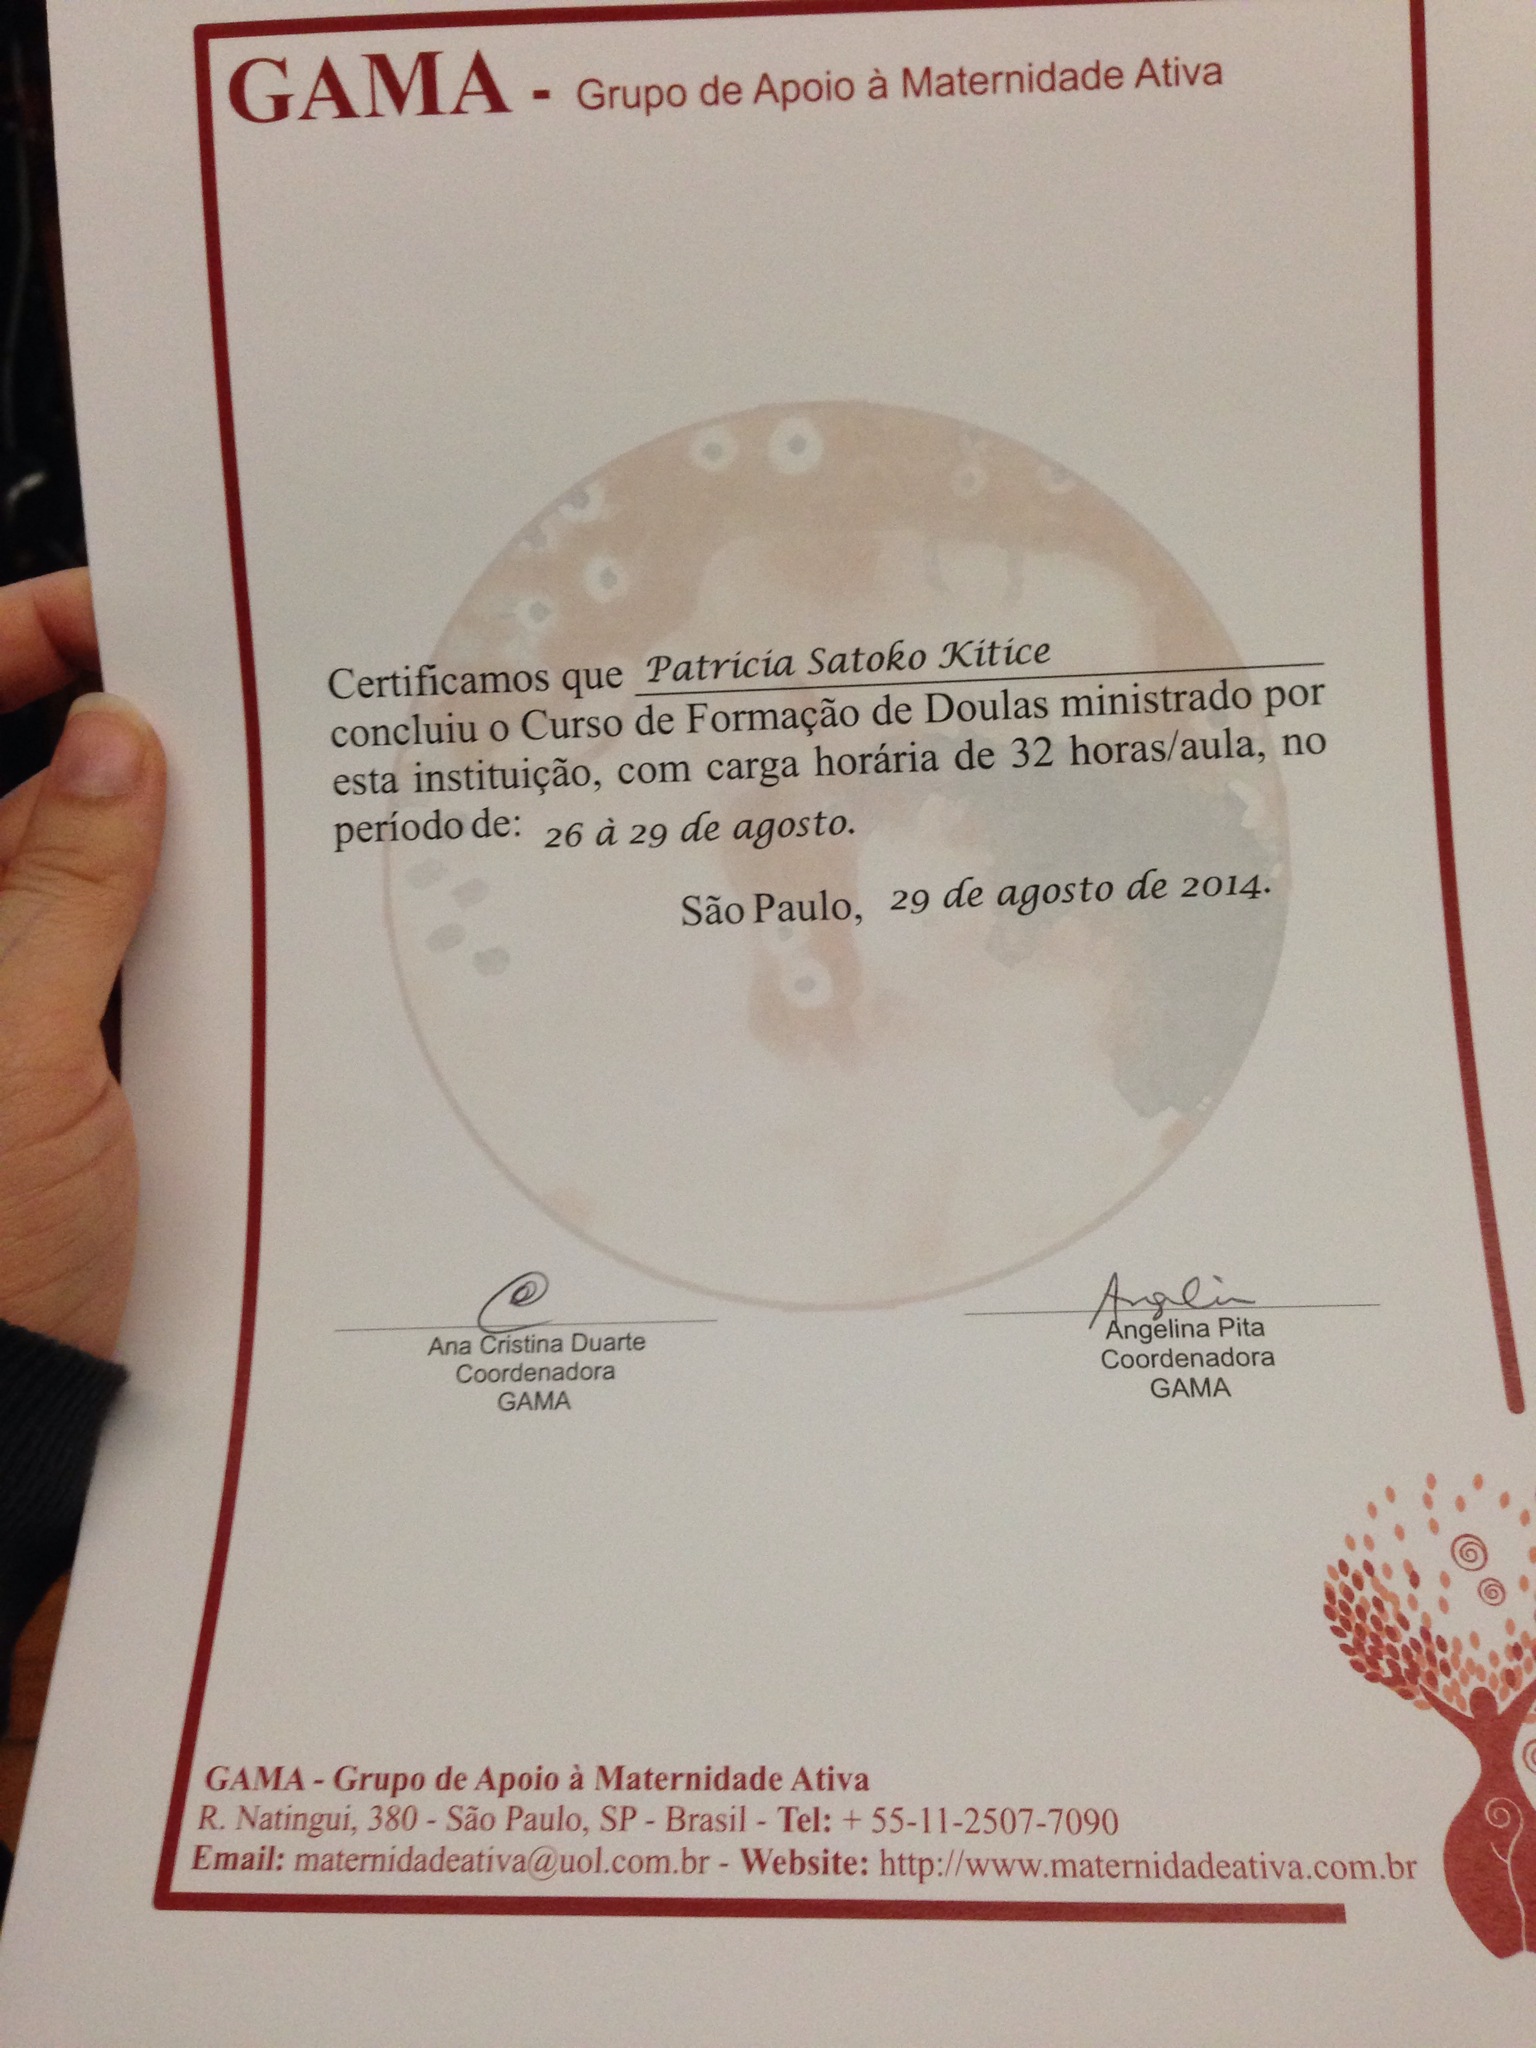 GAMA - Grupo de Apoio à Maternidade Ativa
Certificamos que Patricia Satoko Kitice
concluiu o Curso de Formação de Doulas ministrado por
esta instituição, com carga horária de 32 horas/aula, no
período de: 26 à 29 de agosto.
São Paulo, 29 de agosto de 2014.
Angelin
Ana Cristina Duarte
Coordenadora
GAMA
Angelina Pita
Coordenadora
GAMA
GAMA - Grupo de Apoio à Maternidade Ativa
R. Natingui, 380 - São Paulo, SP - Brasil - Tel: + 55-11-2507-7090
Email: maternidadeativa@uol.com.br - Website: http://www.maternidadeativa.com.br